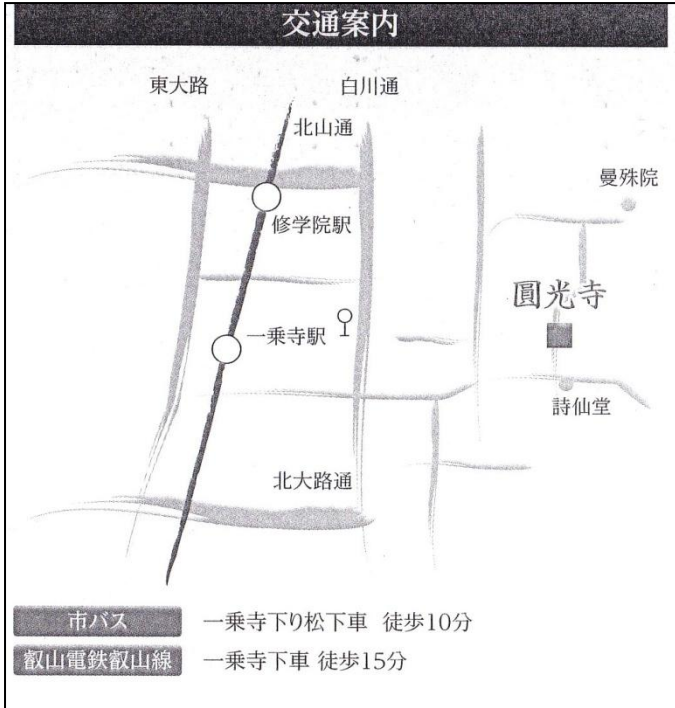 交通案内
東大路
白川通
北山通
曼殊院
修学院駅
圓光寺
一乗寺駅
詩仙堂
北大路通
市バス 一乗寺下り松下車 徒歩10分
叡山電鉄叡山線 一乗寺下車 徒歩15分